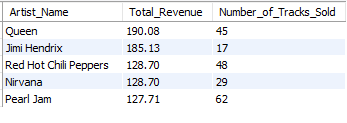 Artist_Name Total_Revenue Number_of_Tracks_Sold
Queen 190.08 45
Jimi Hendrix 185.13 17
Red Hot Chili Peppers 128.70 48
Nirvana 128.70 29
Pearl Jam 127.71 62